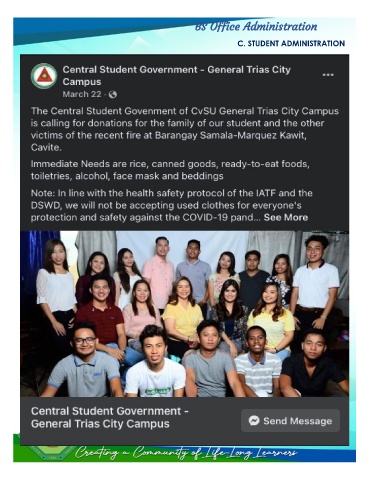 BS Office Administration
C. STUDENT ADMINISTRATION
Central Student Government - General Trias City
Campus
March 22 ·
The Central Student Government of CvSU General Trias City Campus
is calling for donations for the family of our student and the other
victims of the recent fire at Barangay Samala-Marquez Kawit,
Cavite.
Immediate Needs are rice, canned goods, ready-to-eat foods,
toiletries, alcohol, face mask and beddings
Note: In line with the health safety protocol of the IATF and the
DSWD, we will not be accepting used clothes for everyone's
protection and safety against the COVID-19 pand... See More
Central Student Government -
General Trias City Campus
Send Message
Creating a Community of Life-Long Learners